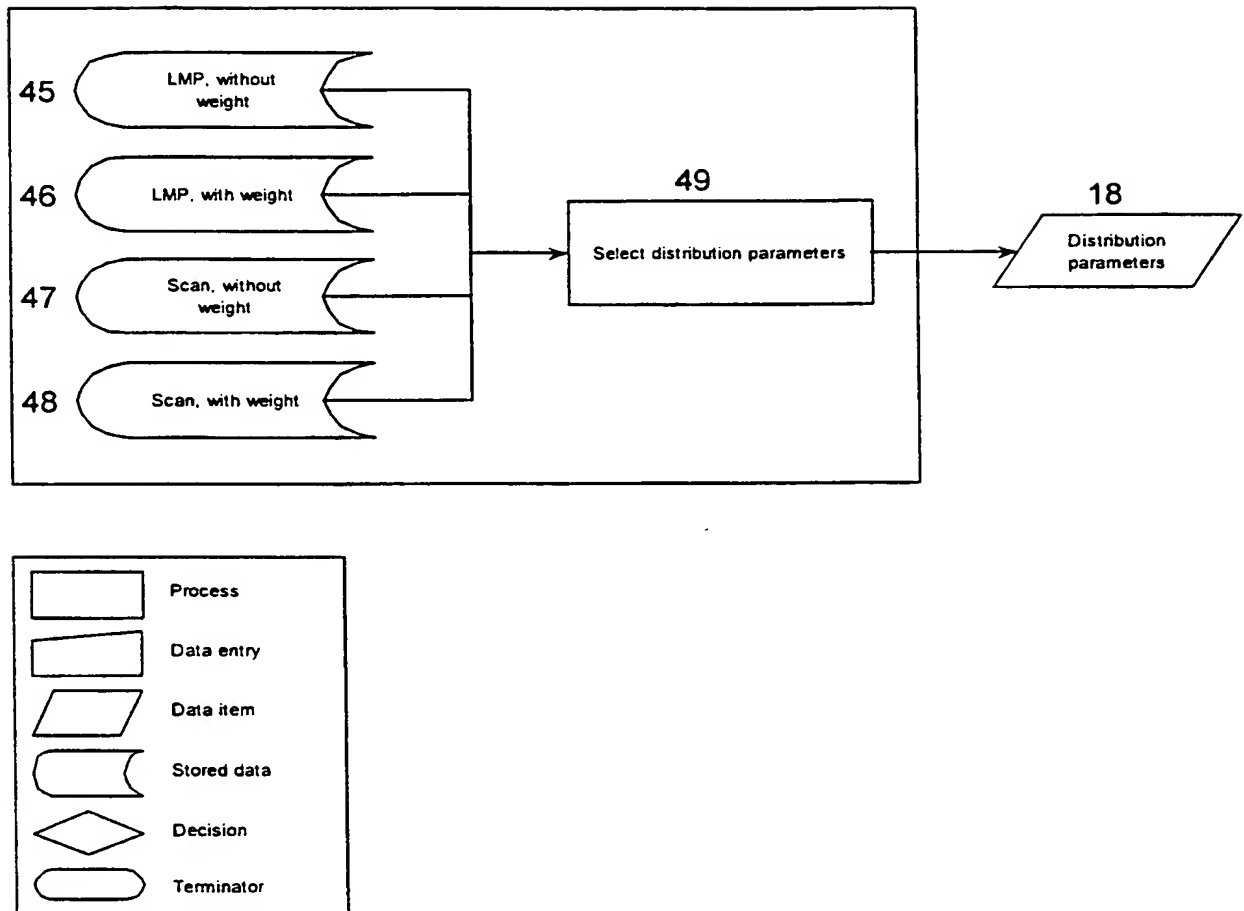 45
LMP, without
weight
46
LMP, with weight
47
Scan, without
weight
48
Scan, with weight
49
Select distribution parameters
18
Distribution
parameters
Process
Data entry
Data item
Stored data
Decision
Terminator